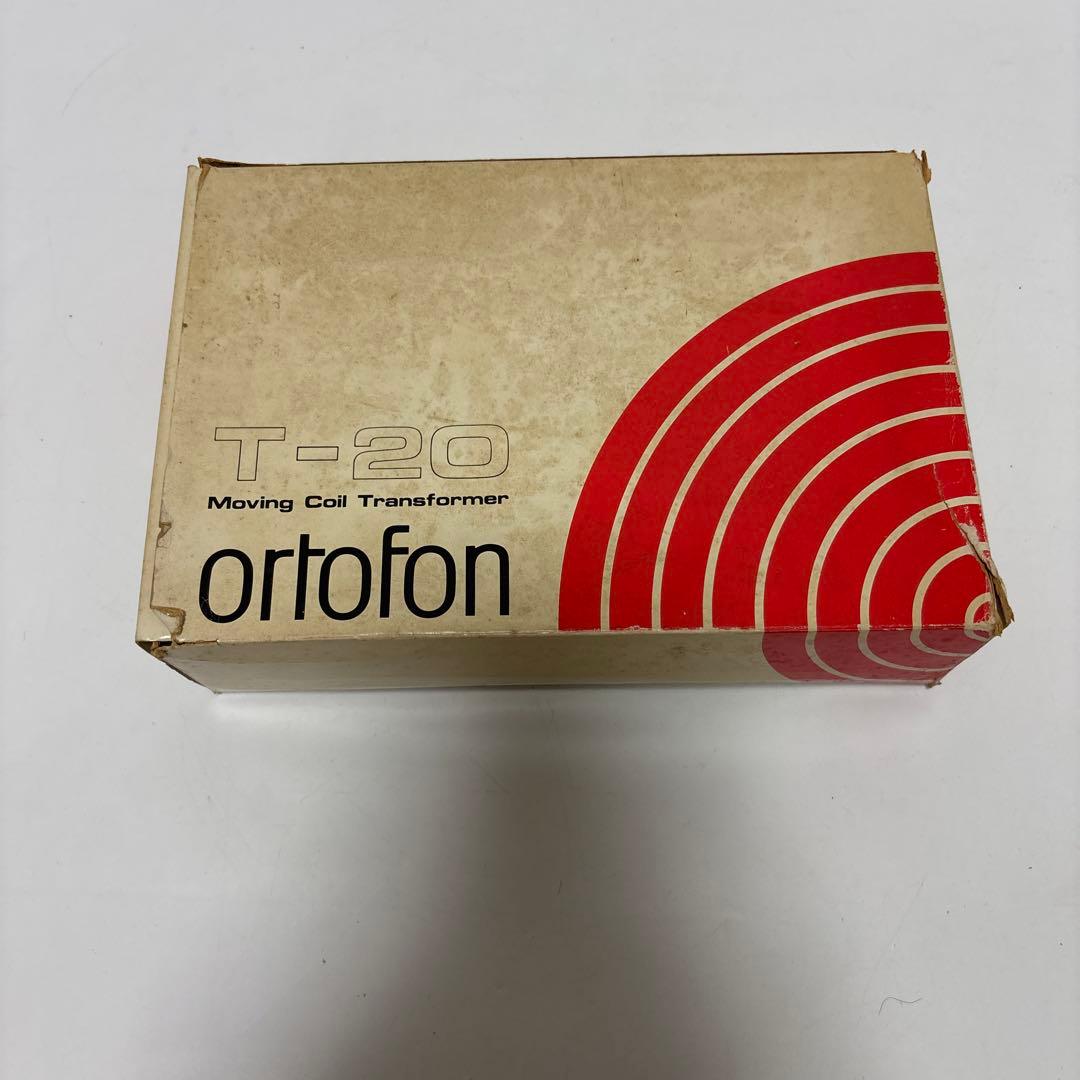 T-20
Moving Coil Transformer
ortofon